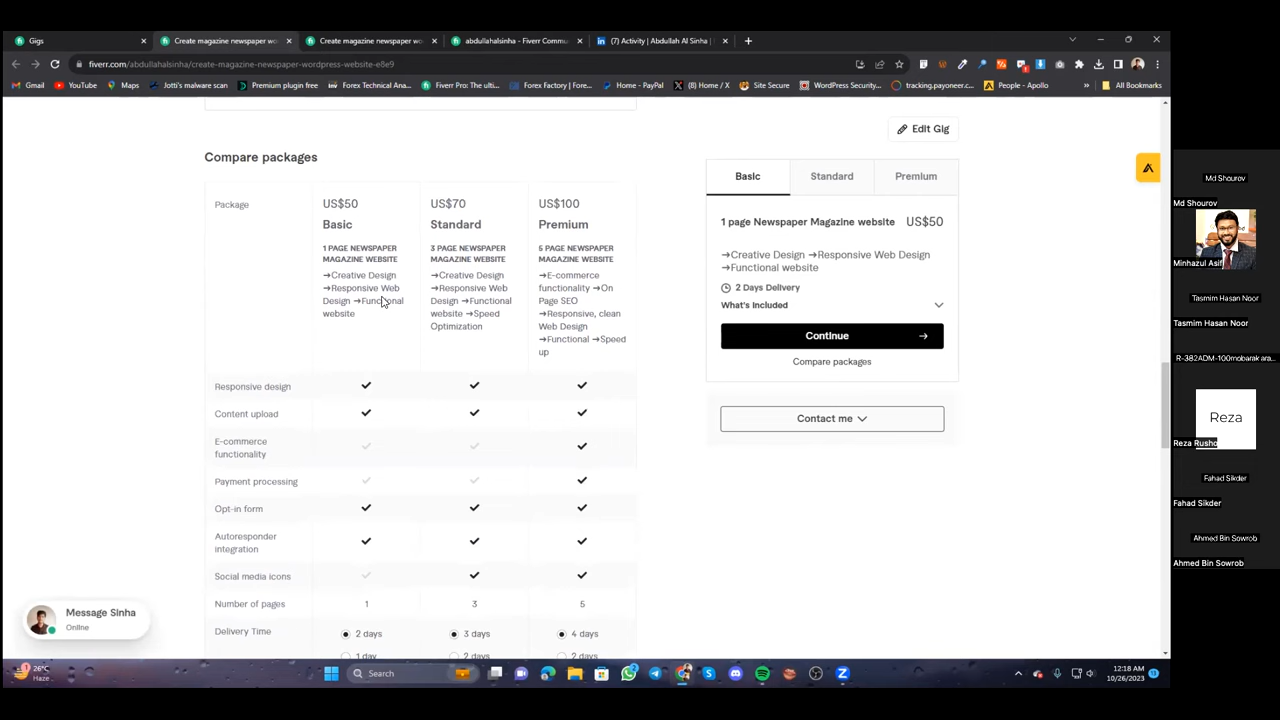 Gigs
Create magazine newspaper wo
Create magazine newspaper wo
abdullahalsinha - Fiverr Commu
(7) Activity | Abdullah Al Sinha |
fiverr.com/abdullahalsinha/create-magazine-newspaper-wordpress-website-e8e9
Gmail
YouTube
Maps
Jotti's malware scan
Premium plugin free
Forex Technical Ana...
Fiverr Pro: The ulti...
Forex Factory | Fore...
Home - PayPal
(8) Home / X
Site Secure
WordPress Security...
tracking.payoneer.c...
People - Apollo
»
All Bookmarks
Edit Gig
Compare packages
Package
US$50
US$70
US$100
Basic
Standard
Premium
1 PAGE NEWSPAPER
MAGAZINE WEBSITE
➔Creative Design
➔Responsive Web
Design ➔Functional
website
3 PAGE NEWSPAPER
MAGAZINE WEBSITE
➔Creative Design
➔Responsive Web
Design ➔Functional
website ➔Speed
Optimization
5 PAGE NEWSPAPER
MAGAZINE WEBSITE
➔E-commerce
functionality ➔On
Page SEO
➔Responsive, clean
Web Design
➔Functional ➔Speed
up
Responsive design
Content upload
E-commerce
functionality
Payment processing
Opt-in form
Autoresponder
integration
Social media icons
Number of pages 1 3 5
Delivery Time 2 days 3 days 4 days
1 day 2 days 2 days
Basic Standard Premium
1 page Newspaper Magazine website US$50
➔Creative Design ➔Responsive Web Design
➔Functional website
2 Days Delivery
What's Included
Continue
Compare packages
Contact me
Message Sinha
Online
26°C
Haze
Search
12:18 AM
10/26/2023
Md Shourov
Md Shourov
Minhazul Asif
Tasmim Hasan Noor
Tasmim Hasan Noor
R-382ADM-100mobarak ara...
Reza
Reza Rusho
Fahad Sikder
Fahad Sikder
Ahmed Bin Sowrob
Ahmed Bin Sowrob